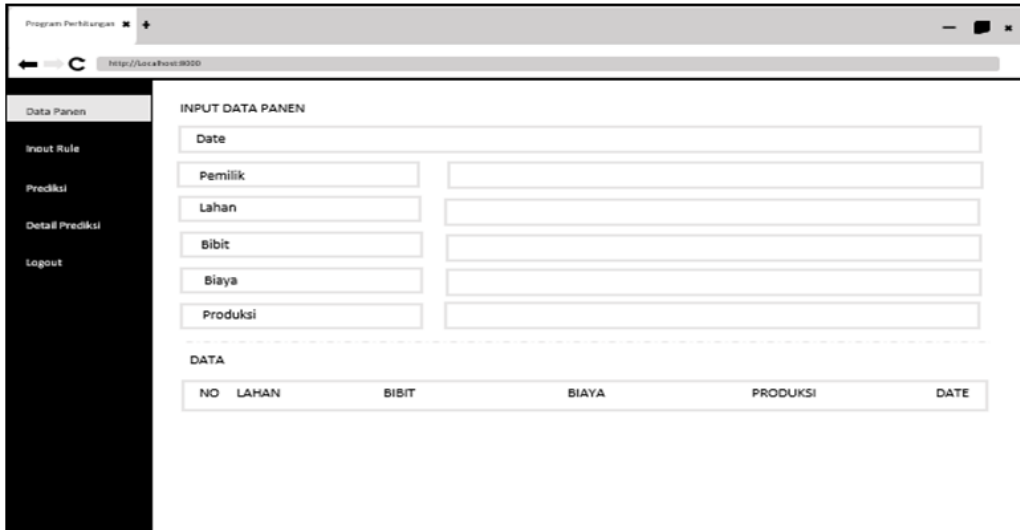 Program Perhitungan
http://Localhost:8000
Data Panen
Input Rule
Prediksi
Detail Prediksi
Logout
INPUT DATA PANEN
Date
Pemilik
Lahan
Bibit
Biaya
Produksi
DATA
NO LAHAN BIBIT BIAYA PRODUKSI DATE